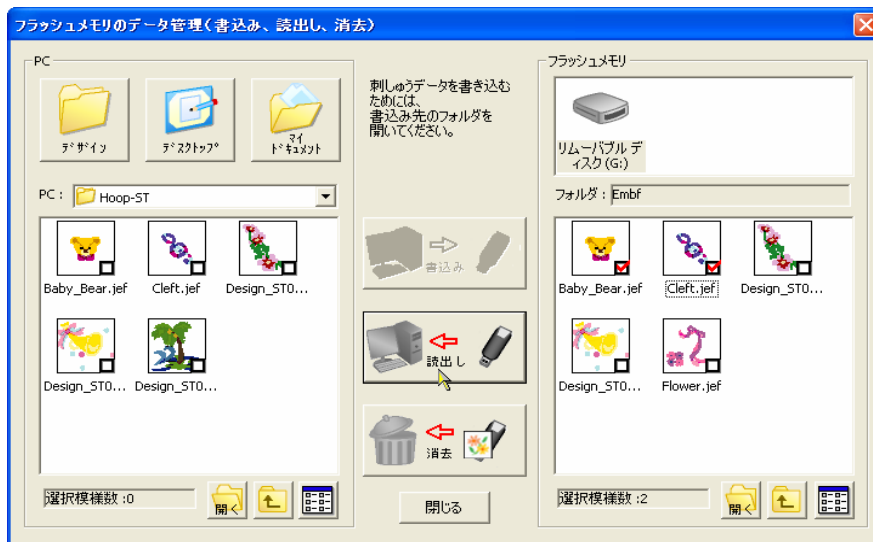 フラッシュメモリのデータ管理(書込み、読出し、消去)
PC
デザイン
デスクトップ
マイ
ドキュメント
PC :
Hoop-ST
Baby_Bear.jef
Cleft.jef
Design_ST0...
Design_ST0...
Design_ST0...
選択模様数 :0
開く
刺しゅうデータを書き込む
ためには、
書込み先のフォルダを
開いてください。
書込み
読出し
消去
閉じる
フラッシュメモリ
リムーバブル デ
ィスク (G:)
フォルダ :
Embf
Baby_Bear.jef
Cleft.jef
Design_ST0...
Design_ST0...
Flower.jef
選択模様数 :2
開く